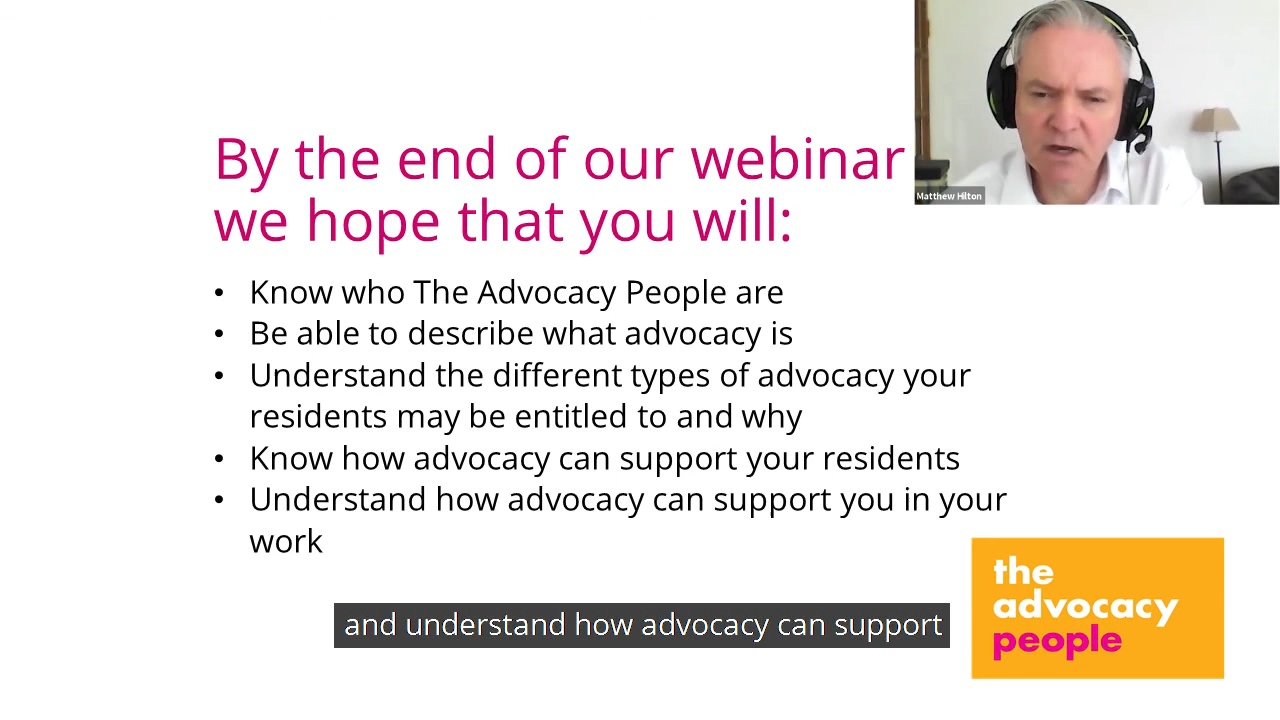 By the end of our webinar
we hope that you will:
Matthew Hilton
• Know who The Advocacy People are
• Be able to describe what advocacy is
• Understand the different types of advocacy your
residents may be entitled to and why
• Know how advocacy can support your residents
• Understand how advocacy can support you in your
work
the
advocacy
people
and understand how advocacy can support